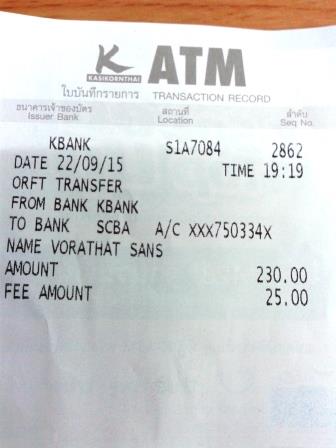 K ATM
KASIKORNTHAI
ใบบันทึกรายการ TRANSACTION RECORD
ธนาคารเจ้าของบัตร สถานที่ ลำดับ
Issuer Bank Location Seq No.
KBANK S1A7084 2862
DATE 22/09/15 TIME 19:19
ORFT TRANSFER
FROM BANK KBANK
TO BANK SCBA A/C XXX750334X
NAME VORATHAT SANS
AMOUNT 230.00
FEE AMOUNT 25.00